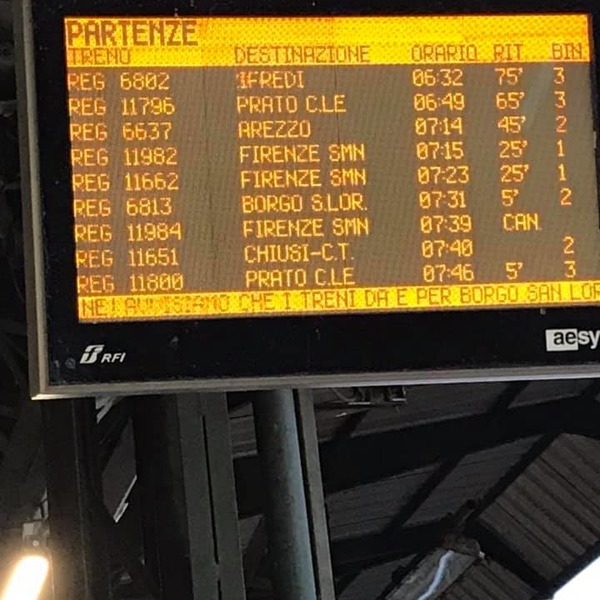 PARTENZE
TRENO DESTINAZIONE ORARIO RIT BIN
REG 6802 IFREDI 06:32 75' 3
REG 11796 PRATO C.LE 06:49 65' 3
REG 6637 AREZZO 07:14 45' 2
REG 11982 FIRENZE SMN 07:15 25' 1
REG 11662 FIRENZE SMN 07:23 25' 1
REG 6813 BORGO S.LOR. 07:31 5' 2
REG 11984 FIRENZE SMN 07:39 CAN.
REG 11651 CHIUSI-C.T. 07:40 2
REG 11800 PRATO C.LE 07:46 5' 3
NE! AVVISIAMO CHE I TRENI DA E PER BORGO SAN LOR
RFI
aesy